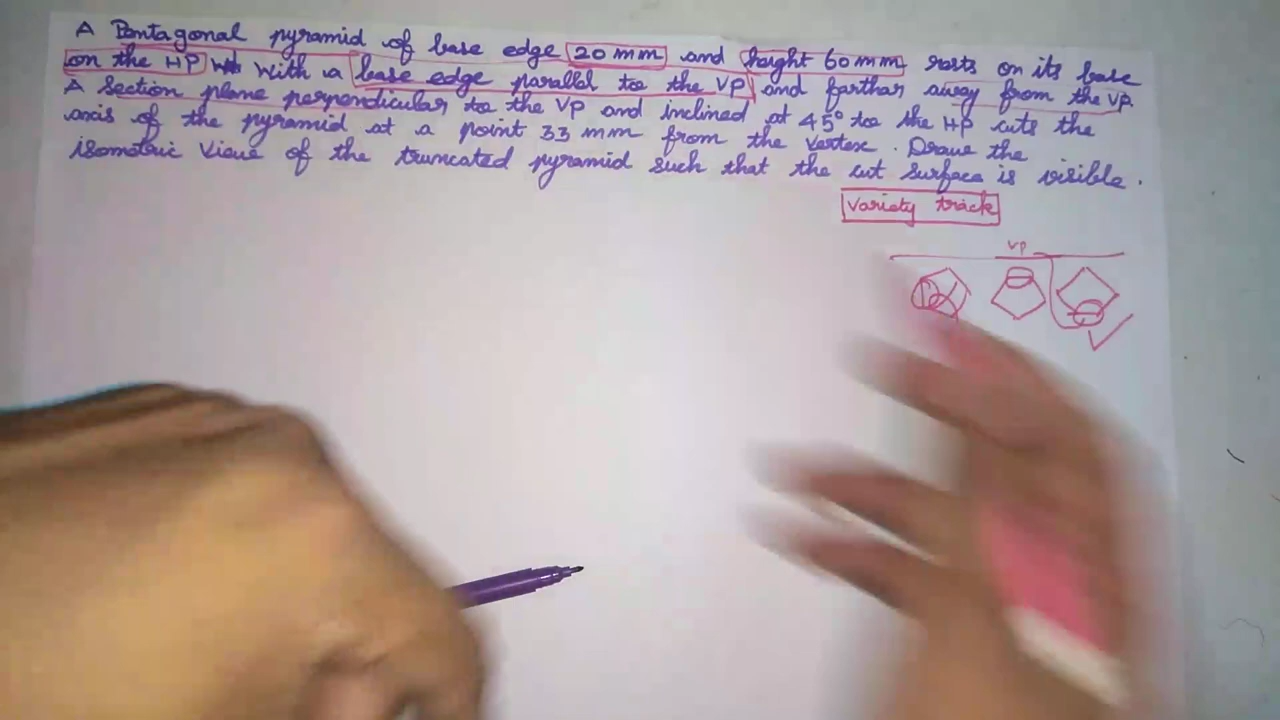 A Pentagonal pyramid of base edge 20 mm and height 60 mm rests on its base
on the HP with a base edge parallel to the VP and farthar away from the VP.
A section plane perpendicular to the VP and inclined at 45° to the HP cuts the
axis of the pyramid at a point 33 mm from the vertex. Draw the
isometric view of the truncated pyramid such that the cut surface is visible.
Variety track
VP